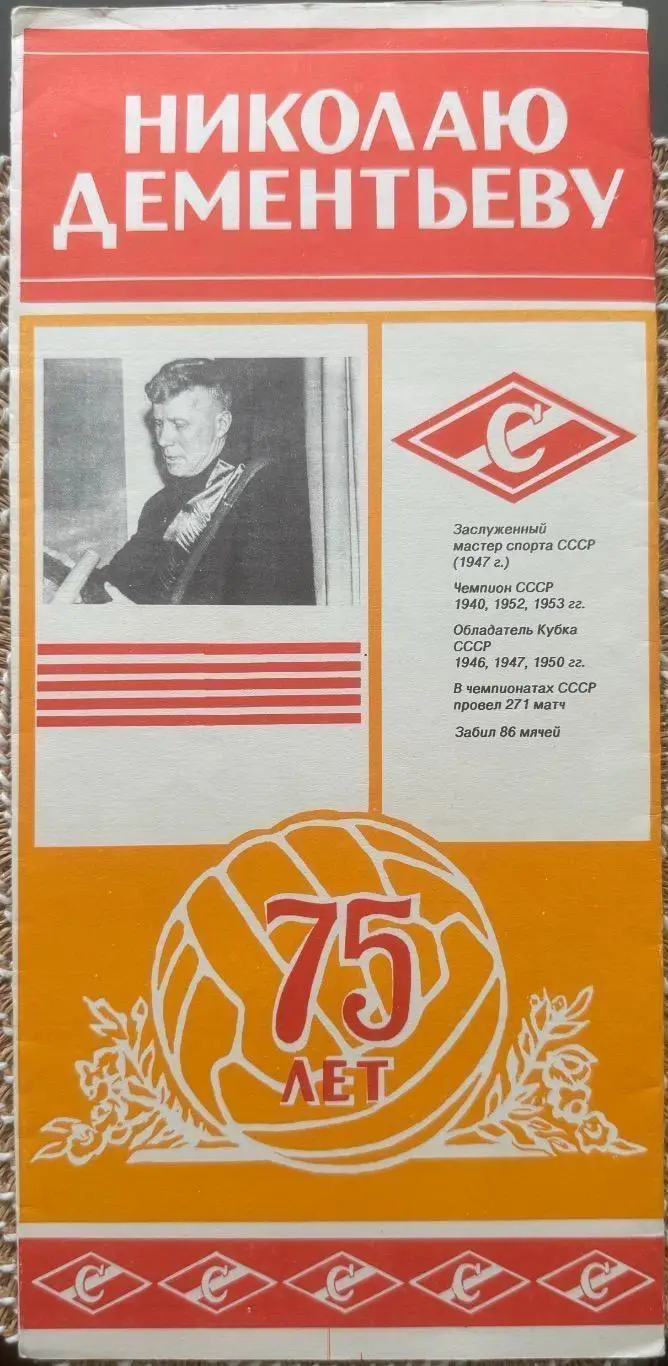 НИКОЛАЮ
ДЕМЕНТЬЕВУ
С
Заслуженный
мастер спорта СССР
(1947 г.)
Чемпион СССР
1940, 1952, 1953 гг.
Обладатель Кубка
СССР
1946, 1947, 1950 гг.
В чемпионатах СССР
провел 271 матч
Забил 86 мячей
75
ЛЕТ
С С С С С